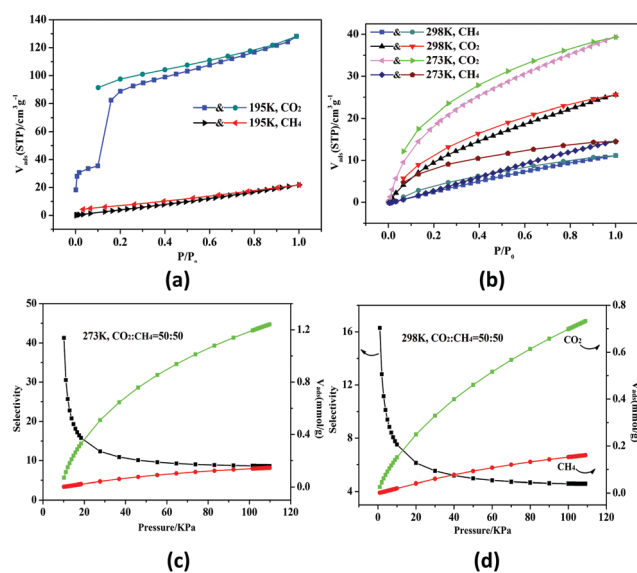 140
120
100
80
60
40
20
0
V_ads(STP)/cm³g⁻¹
& 195K, CO₂
& 195K, CH₄
0.0 0.2 0.4 0.6 0.8 1.0
P/P₀
(a)
40
30
20
10
0
V_ads(STP)/cm³g⁻¹
& 298K, CH₄
& 298K, CO₂
& 273K, CO₂
& 273K, CH₄
0.0 0.2 0.4 0.6 0.8 1.0
P/P₀
(b)
50
40
30
20
10
0
Selectivity
273K, CO₂:CH₄=50:50
1.2
0.8
0.4
0.0
V_ads(mmol/g)
0 20 40 60 80 100 120
Pressure/KPa
(c)
16
12
8
4
Selectivity
298K, CO₂:CH₄=50:50
CO₂
CH₄
0.8
0.6
0.4
0.2
0.0
V_ads(mmol/g)
0 20 40 60 80 100 120
Pressure/KPa
(d)